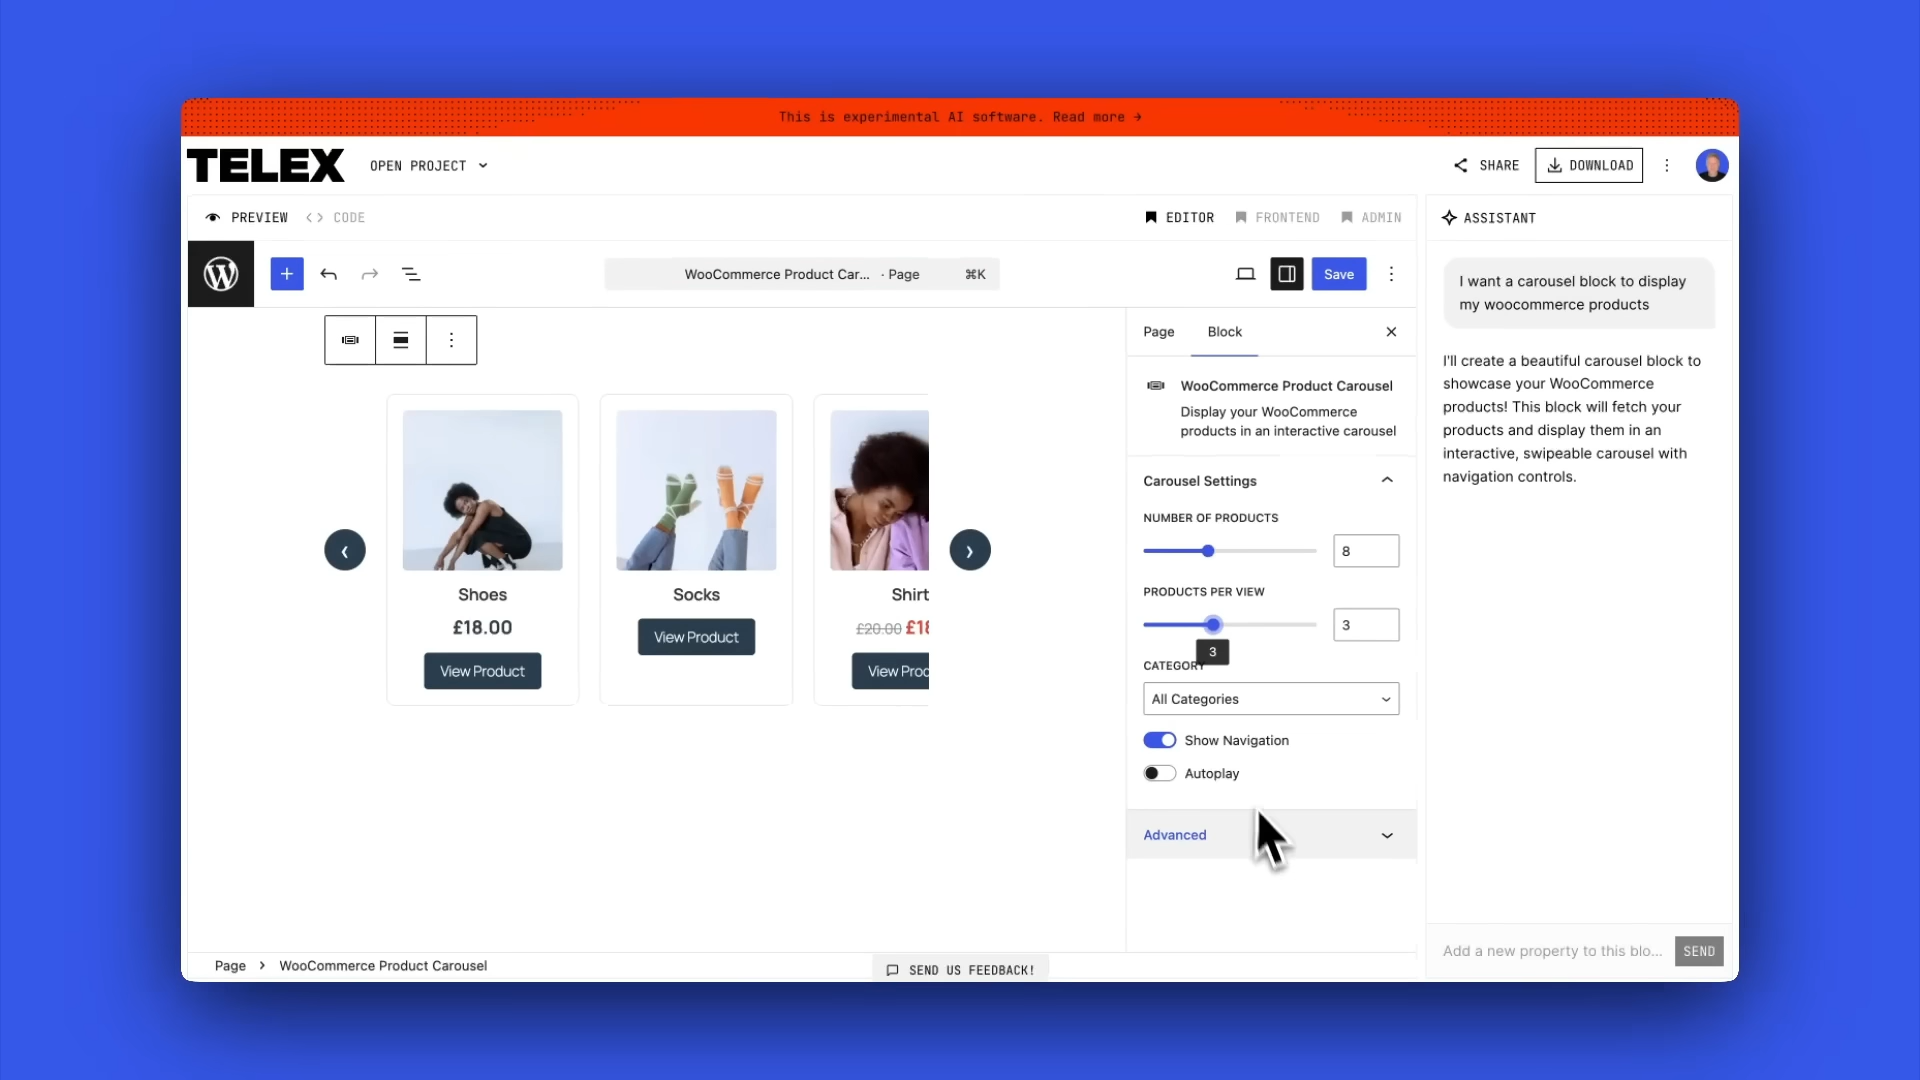 This is experimental AI software. Read more →
TELEX
OPEN PROJECT
SHARE
DOWNLOAD
PREVIEW
CODE
EDITOR
FRONTEND
ADMIN
ASSISTANT
WooCommerce Product Car... · Page
⌘K
Save
I want a carousel block to display
my woocommerce products
I'll create a beautiful carousel block to
showcase your WooCommerce
products! This block will fetch your
products and display them in an
interactive, swipeable carousel with
navigation controls.
Page
Block
WooCommerce Product Carousel
Display your WooCommerce
products in an interactive carousel
Carousel Settings
NUMBER OF PRODUCTS
8
PRODUCTS PER VIEW
3
3
CATEGORY
All Categories
Show Navigation
Autoplay
Advanced
Shoes
£18.00
View Product
Socks
View Product
Shirt
£20.00 £18
View Proc
Add a new property to this blo...
SEND
Page
WooCommerce Product Carousel
SEND US FEEDBACK!